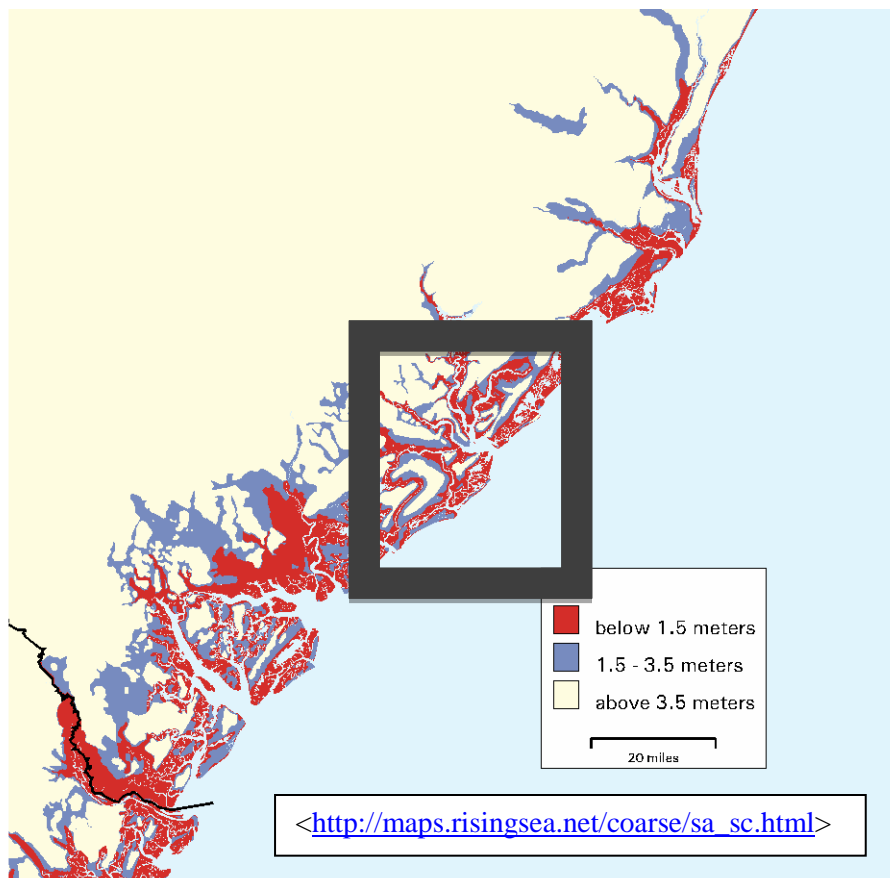 below 1.5 meters
1.5 - 3.5 meters
above 3.5 meters
20 miles
<http://maps.risingsea.net/coarse/sa_sc.html>